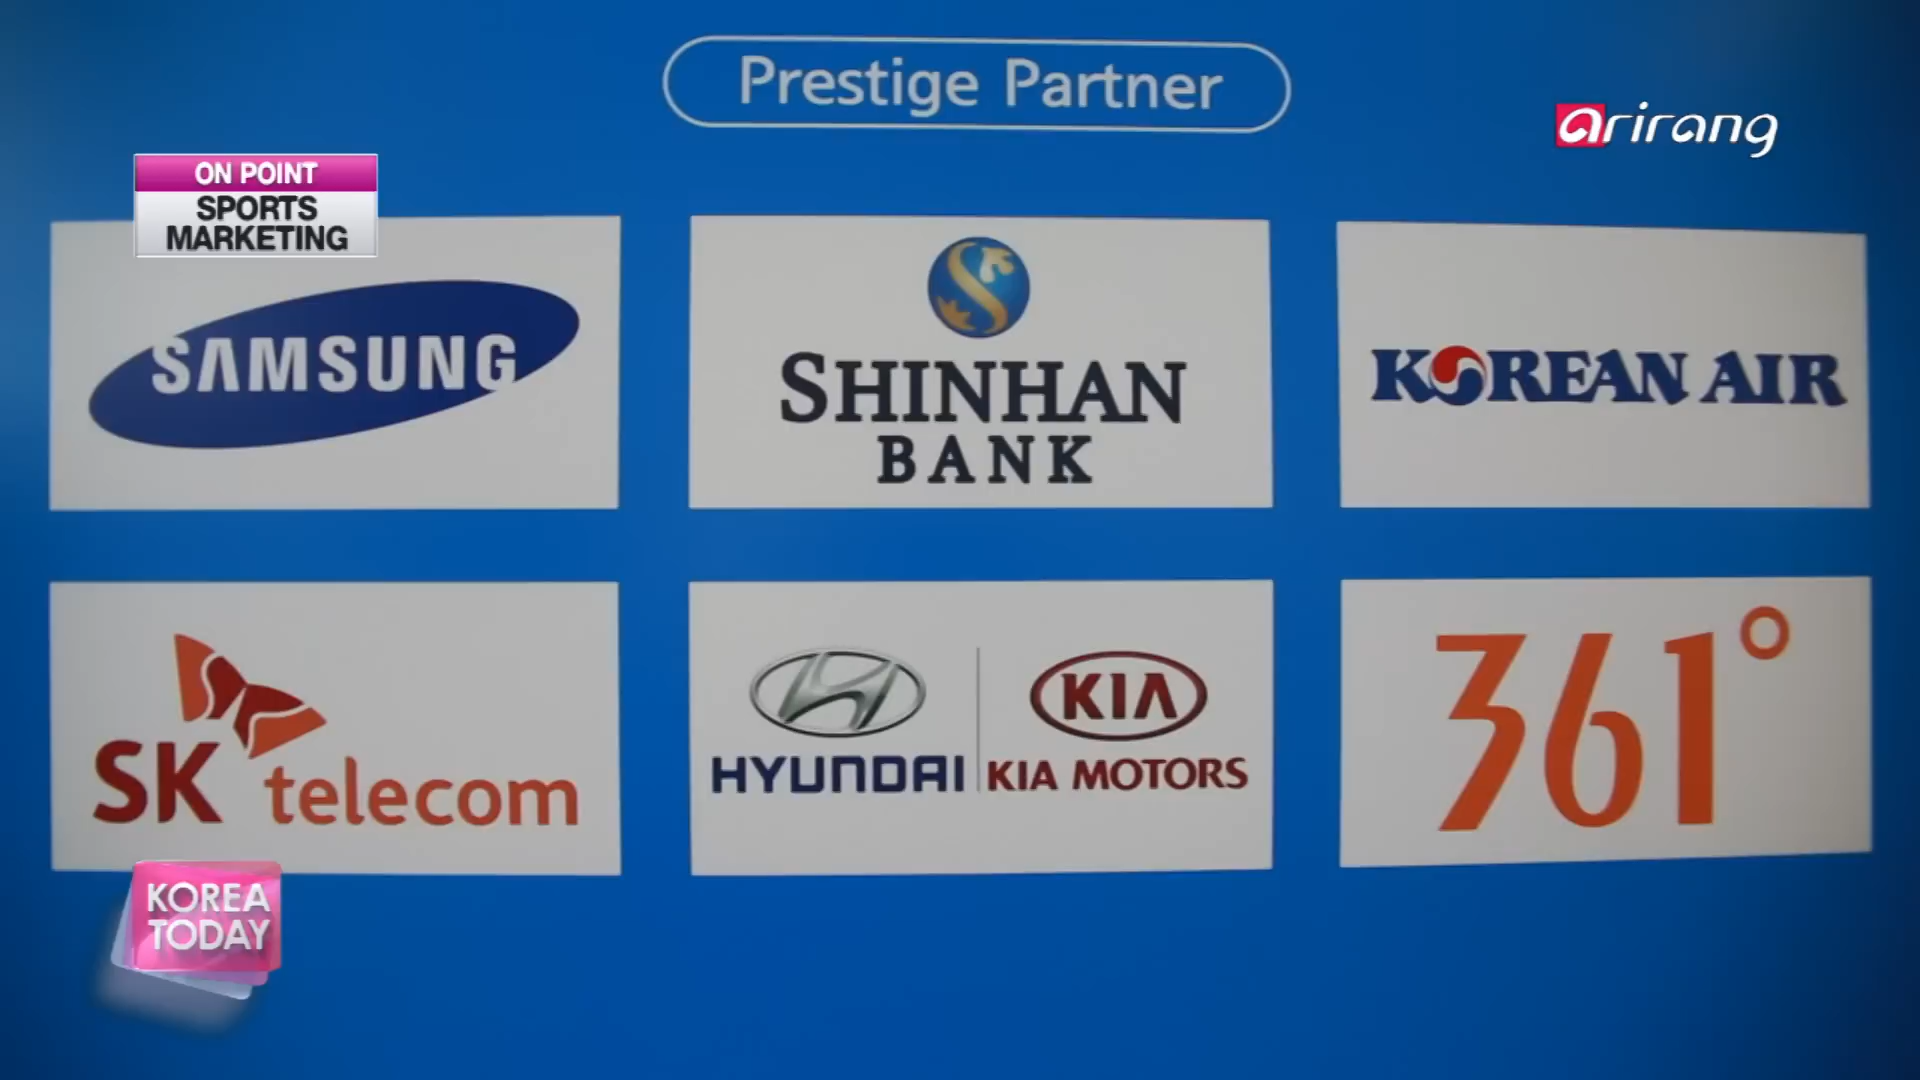 Prestige Partner
arirang
ON POINT
SPORTS
MARKETING
SAMSUNG
SHINHAN
BANK
KOREAN AIR
SK telecom
HYUNDAI
KIA
KIA MOTORS
361°
KOREA
TODAY